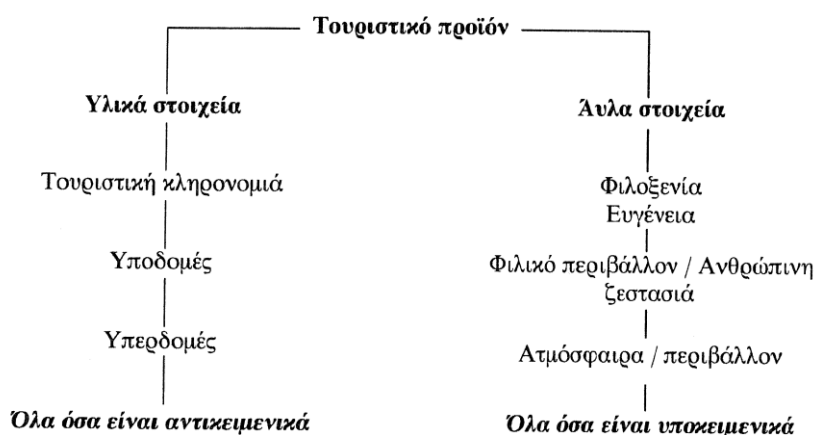 Τουριστικό προϊόν
Υλικά στοιχεία
Τουριστική κληρονομιά
Υποδομές
Υπερδομές
Όλα όσα είναι αντικειμενικά
Άυλα στοιχεία
Φιλοξενία
Ευγένεια
Φιλικό περιβάλλον / Ανθρώπινη
ζεστασιά
Ατμόσφαιρα / περιβάλλον
Όλα όσα είναι υποκειμενικά